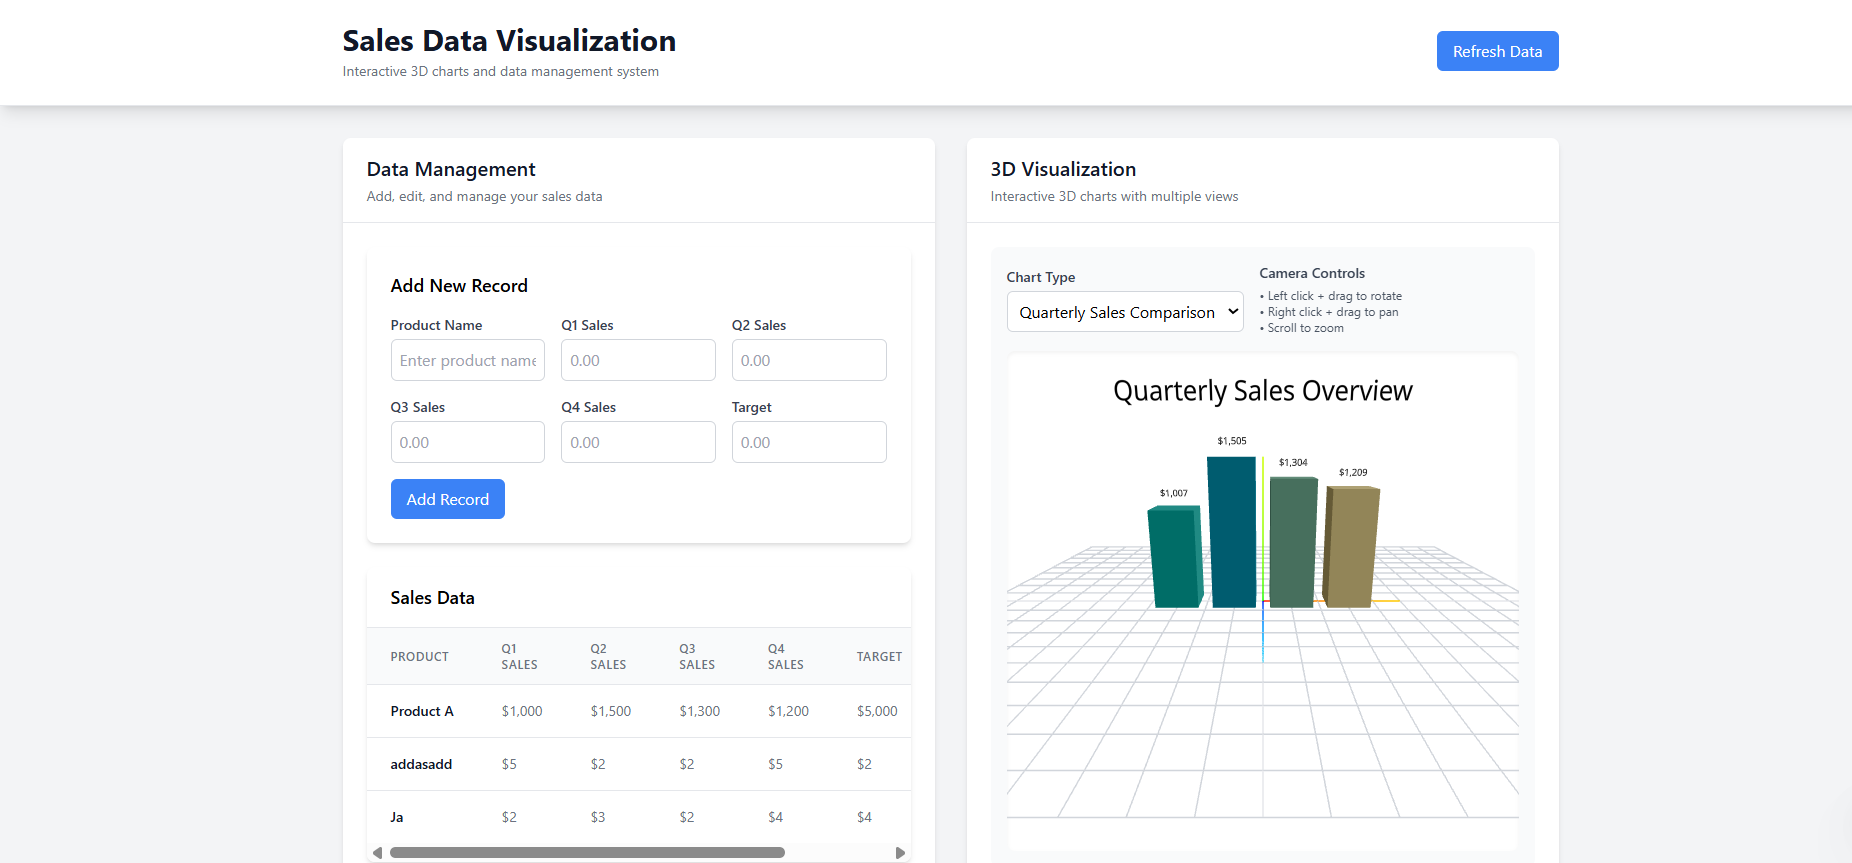 Sales Data Visualization
Interactive 3D charts and data management system
Refresh Data
Data Management
Add, edit, and manage your sales data
Add New Record
Product Name Q1 Sales Q2 Sales
Enter product name 0.00 0.00
Q3 Sales Q4 Sales Target
0.00 0.00 0.00
Add Record
Sales Data
PRODUCT Q1 SALES Q2 SALES Q3 SALES Q4 SALES TARGET
Product A $1,000 $1,500 $1,300 $1,200 $5,000
addasadd $5 $2 $2 $5 $2
Ja $2 $3 $2 $4 $4
3D Visualization
Interactive 3D charts with multiple views
Chart Type
Quarterly Sales Comparison
Camera Controls
• Left click + drag to rotate
• Right click + drag to pan
• Scroll to zoom
Quarterly Sales Overview
$1,007
$1,505
$1,304
$1,209